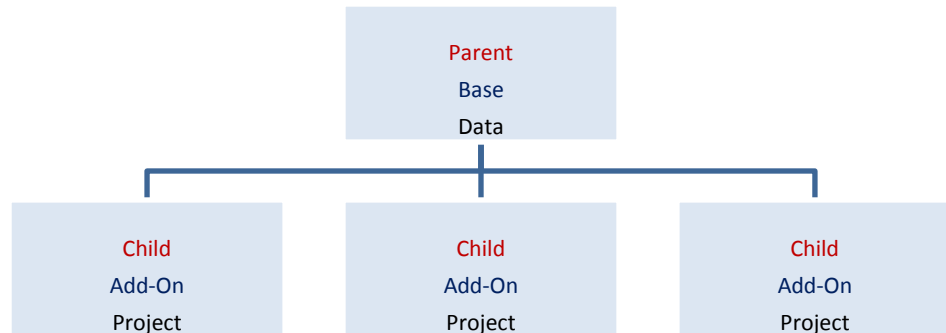 Parent
Base
Data
Child
Add-On
Project
Child
Add-On
Project
Child
Add-On
Project